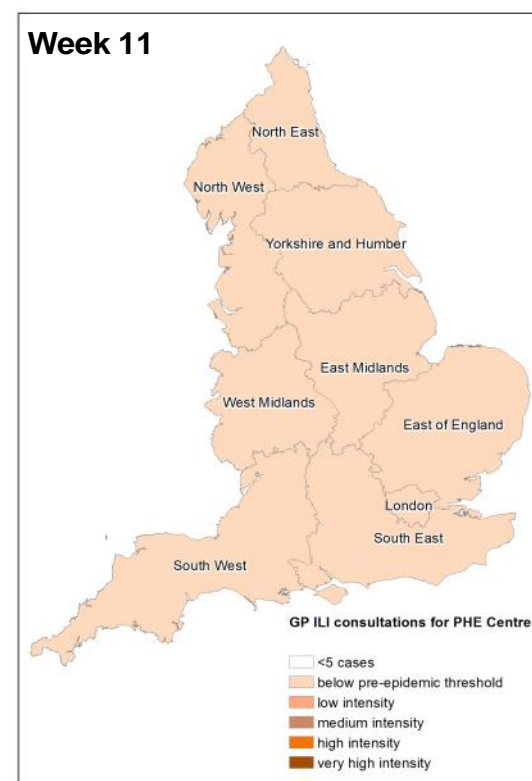 Week 11
North East
North West
Yorkshire and Humber
East Midlands
West Midlands
East of England
London
South East
South West
GP ILI consultations for PHE Centre
<5 cases
below pre-epidemic threshold
low intensity
medium intensity
high intensity
very high intensity